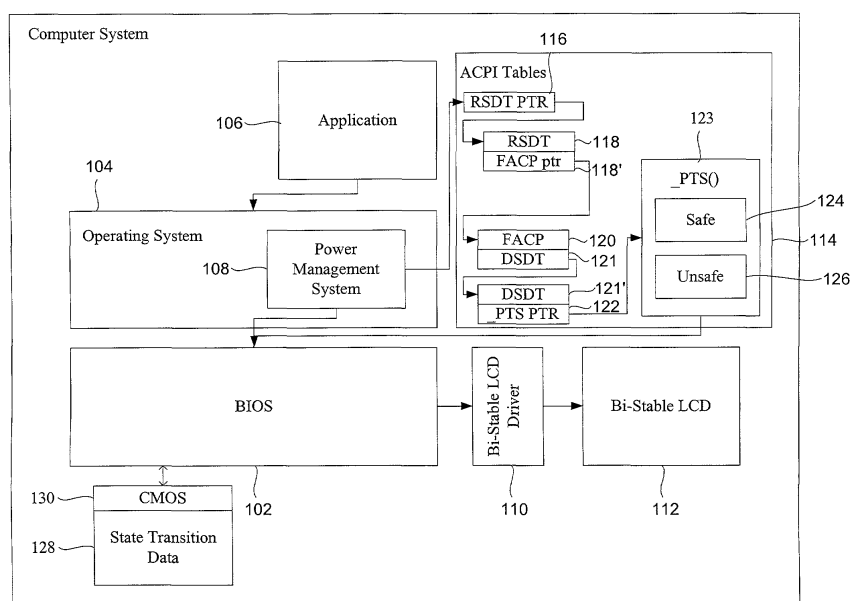 Computer System
116
ACPI Tables
RSDT PTR
123
106
Application
RSDT
118
FACP ptr
118'
_PTS()
104
Safe
124
Operating System
FACP
120
114
108
Power
Management
System
DSDT
121
Unsafe
126
DSDT
121'
_PTS PTR
122
BIOS
Bi-Stable LCD
Driver
Bi-Stable LCD
130
CMOS
102
110
112
128
State Transition
Data